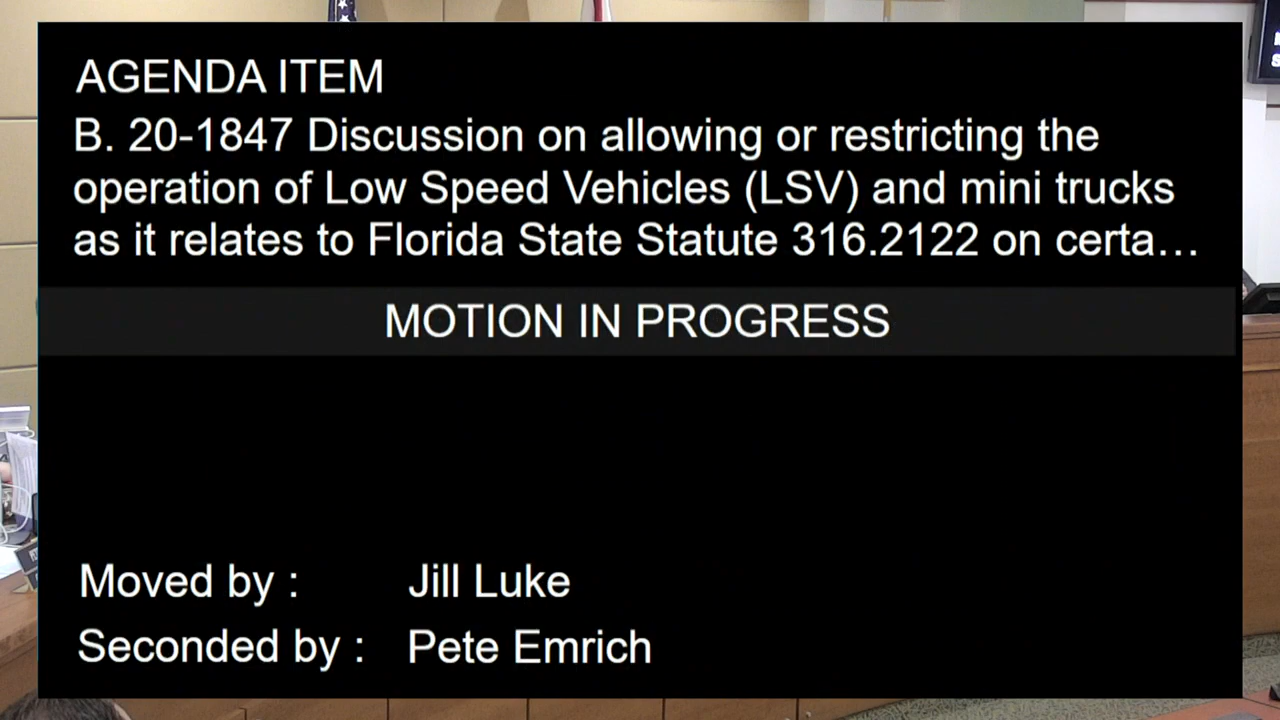 AGENDA ITEM
B. 20-1847 Discussion on allowing or restricting the
operation of Low Speed Vehicles (LSV) and mini trucks
as it relates to Florida State Statute 316.2122 on certa…
MOTION IN PROGRESS
Moved by : Jill Luke
Seconded by : Pete Emrich